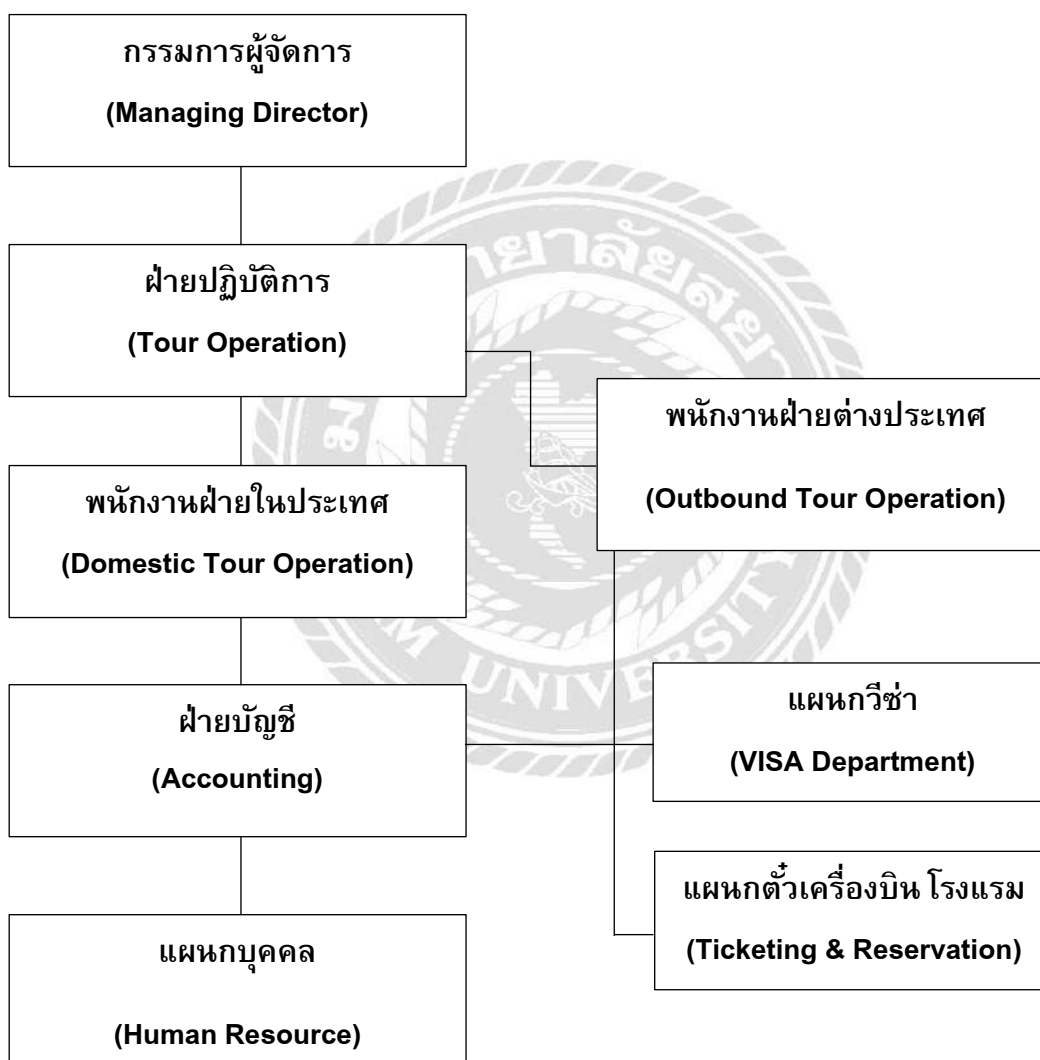 กรรมการผู้จัดการ
(Managing Director)
ฝ่ายปฏิบัติการ
(Tour Operation)
พนักงานฝ่ายต่างประเทศ
(Outbound Tour Operation)
พนักงานฝ่ายในประเทศ
(Domestic Tour Operation)
ฝ่ายบัญชี
(Accounting)
แผนกวีซ่า
(VISA Department)
แผนกตั๋วเครื่องบิน โรงแรม
(Ticketing & Reservation)
แผนกบุคคล
(Human Resource)
UNIVERSITY